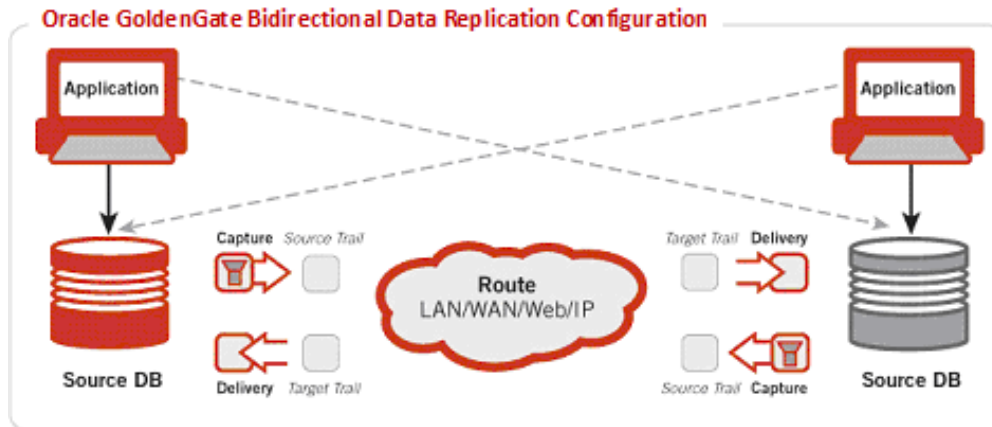 Oracle GoldenGate Bidirectional Data Replication Configuration
Application
Application
Capture Source Trail
Target Trail Delivery
Route
LAN/WAN/Web/IP
Delivery Target Trail
Source Trail Capture
Source DB
Source DB